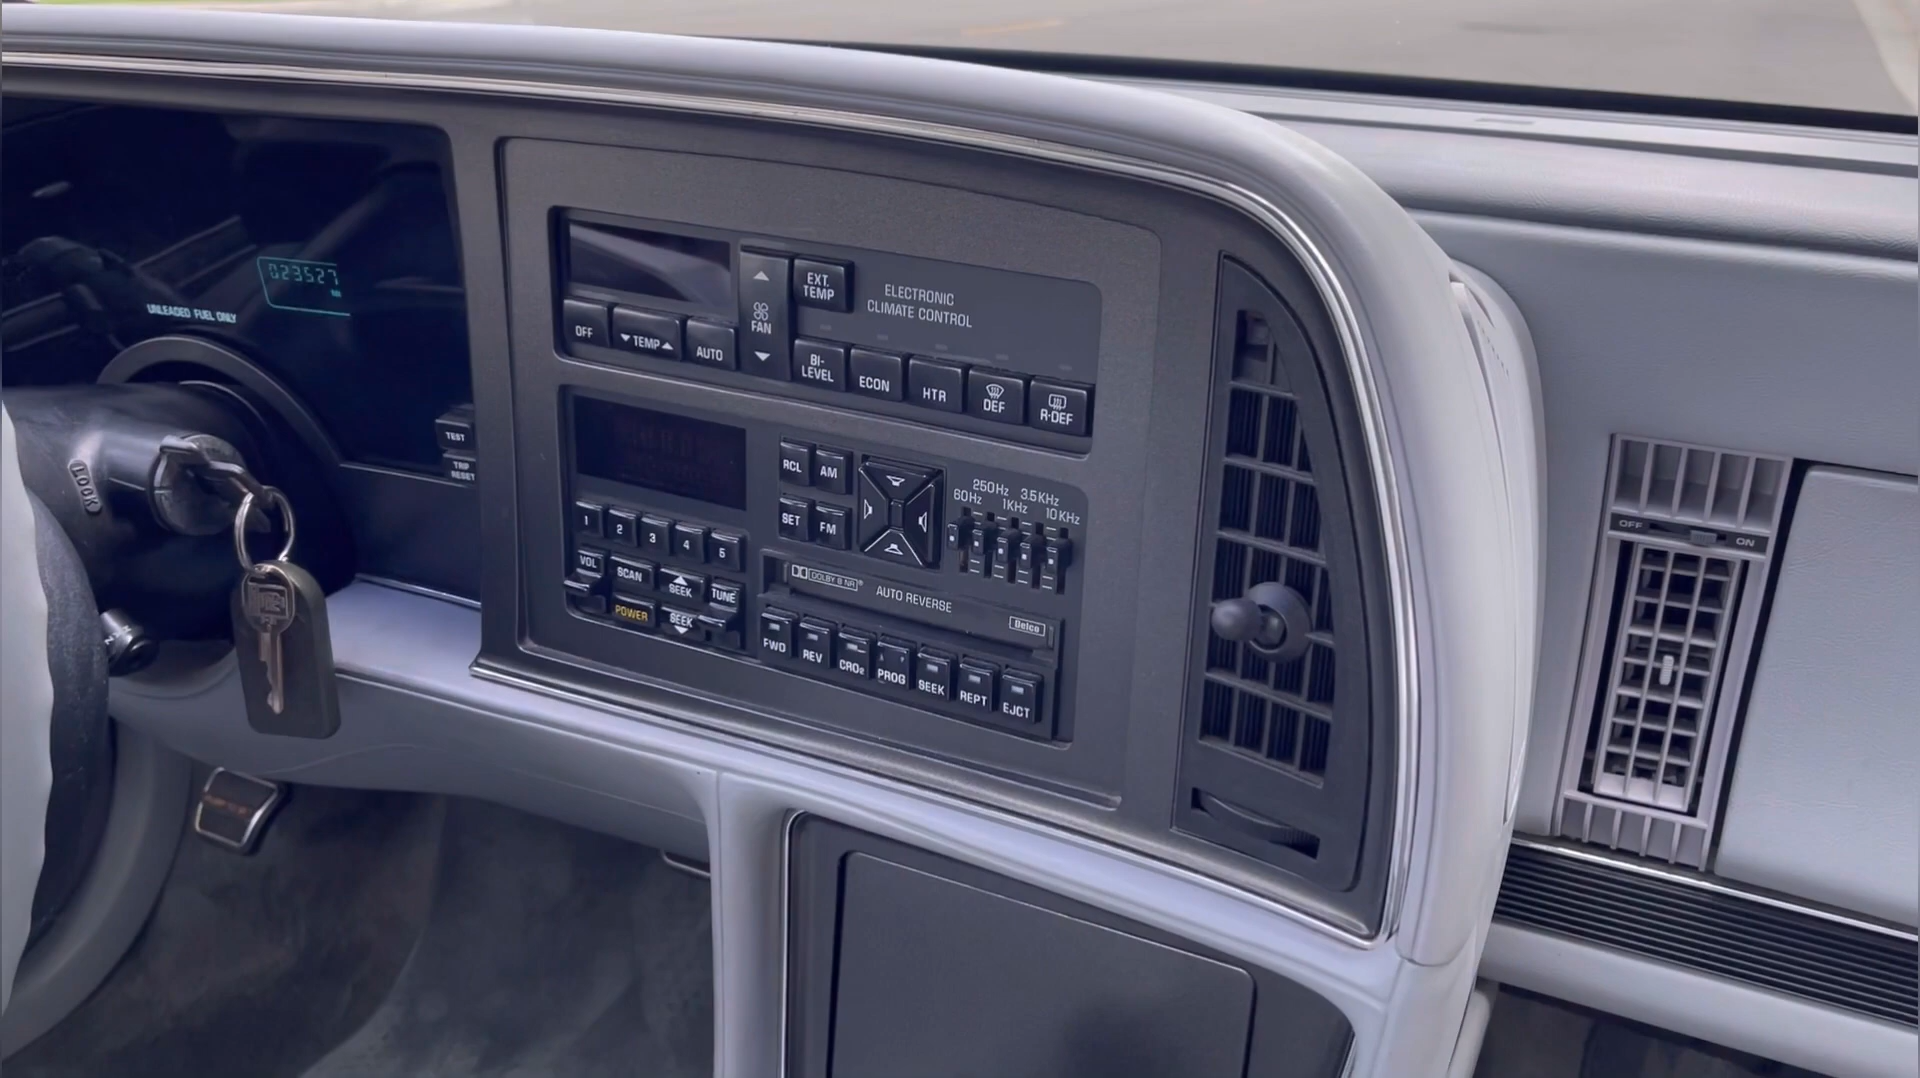 023527
UNLEADED FUEL ONLY
LOCK
TEST
TRIP
RESET
EXT.
TEMP
ELECTRONIC
CLIMATE CONTROL
FAN
OFF
TEMP
AUTO
BI-
LEVEL
ECON
HTR
DEF
R-DEF
RCL
AM
SET
FM
250Hz 3.5KHz
60Hz 1KHz 10KHz
1
2
3
4
5
VOL
SCAN
SEEK
TUNE
POWER
SEEK
DOLBY B NR®
AUTO REVERSE
Delco
FWD
REV
CRO2
PROG
SEEK
REPT
EJCT
OFF
ON